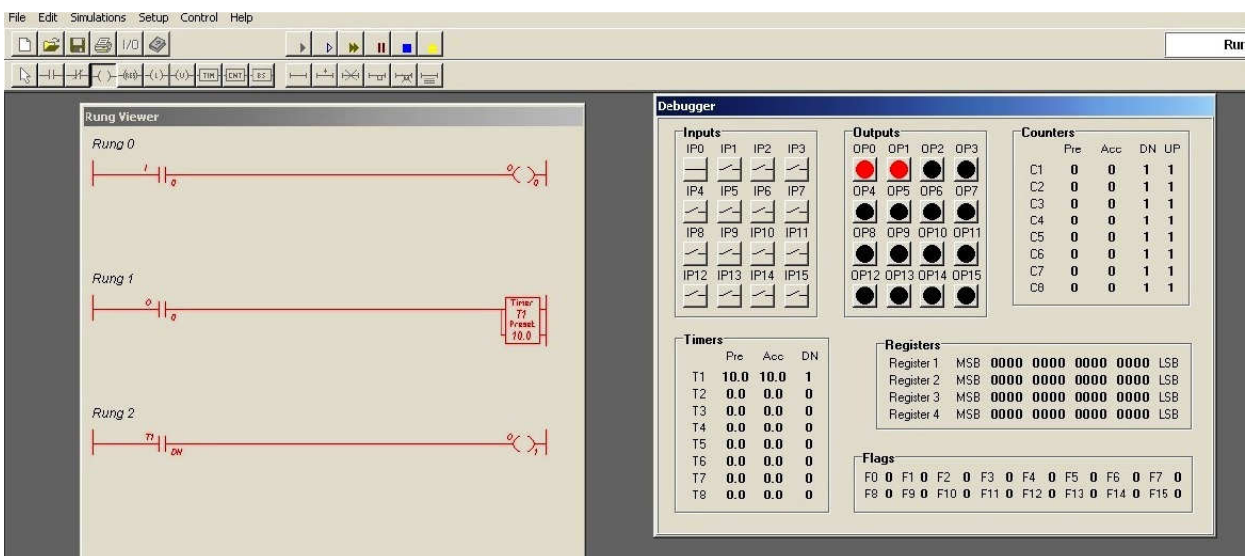 File Edit Simulations Setup Control Help
I/O
Run
(OSR) (L) (U) TIM CNT BS
Rung Viewer
Rung 0
I 0 O 0
Rung 1
O 0
Timer
T1
Preset
10.0
Rung 2
T1 DN O 1
Debugger
Inputs
IP0 IP1 IP2 IP3
IP4 IP5 IP6 IP7
IP8 IP9 IP10 IP11
IP12 IP13 IP14 IP15
Outputs
OP0 OP1 OP2 OP3
OP4 OP5 OP6 OP7
OP8 OP9 OP10 OP11
OP12 OP13 OP14 OP15
Counters
Pre Acc DN UP
C1 0 0 1 1
C2 0 0 1 1
C3 0 0 1 1
C4 0 0 1 1
C5 0 0 1 1
C6 0 0 1 1
C7 0 0 1 1
C8 0 0 1 1
Timers
Pre Acc DN
T1 10.0 10.0 1
T2 0.0 0.0 0
T3 0.0 0.0 0
T4 0.0 0.0 0
T5 0.0 0.0 0
T6 0.0 0.0 0
T7 0.0 0.0 0
T8 0.0 0.0 0
Registers
Register 1 MSB 0000 0000 0000 0000 LSB
Register 2 MSB 0000 0000 0000 0000 LSB
Register 3 MSB 0000 0000 0000 0000 LSB
Register 4 MSB 0000 0000 0000 0000 LSB
Flags
F0 0 F1 0 F2 0 F3 0 F4 0 F5 0 F6 0 F7 0
F8 0 F9 0 F10 0 F11 0 F12 0 F13 0 F14 0 F15 0